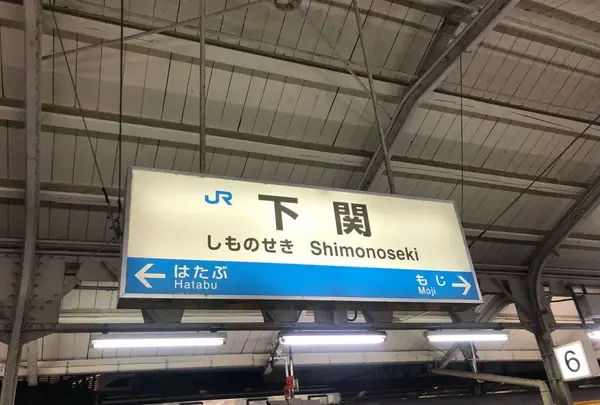 JR 下関
しものせき Shimonoseki
← はたぶ もじ →
Hatabu Moji
6